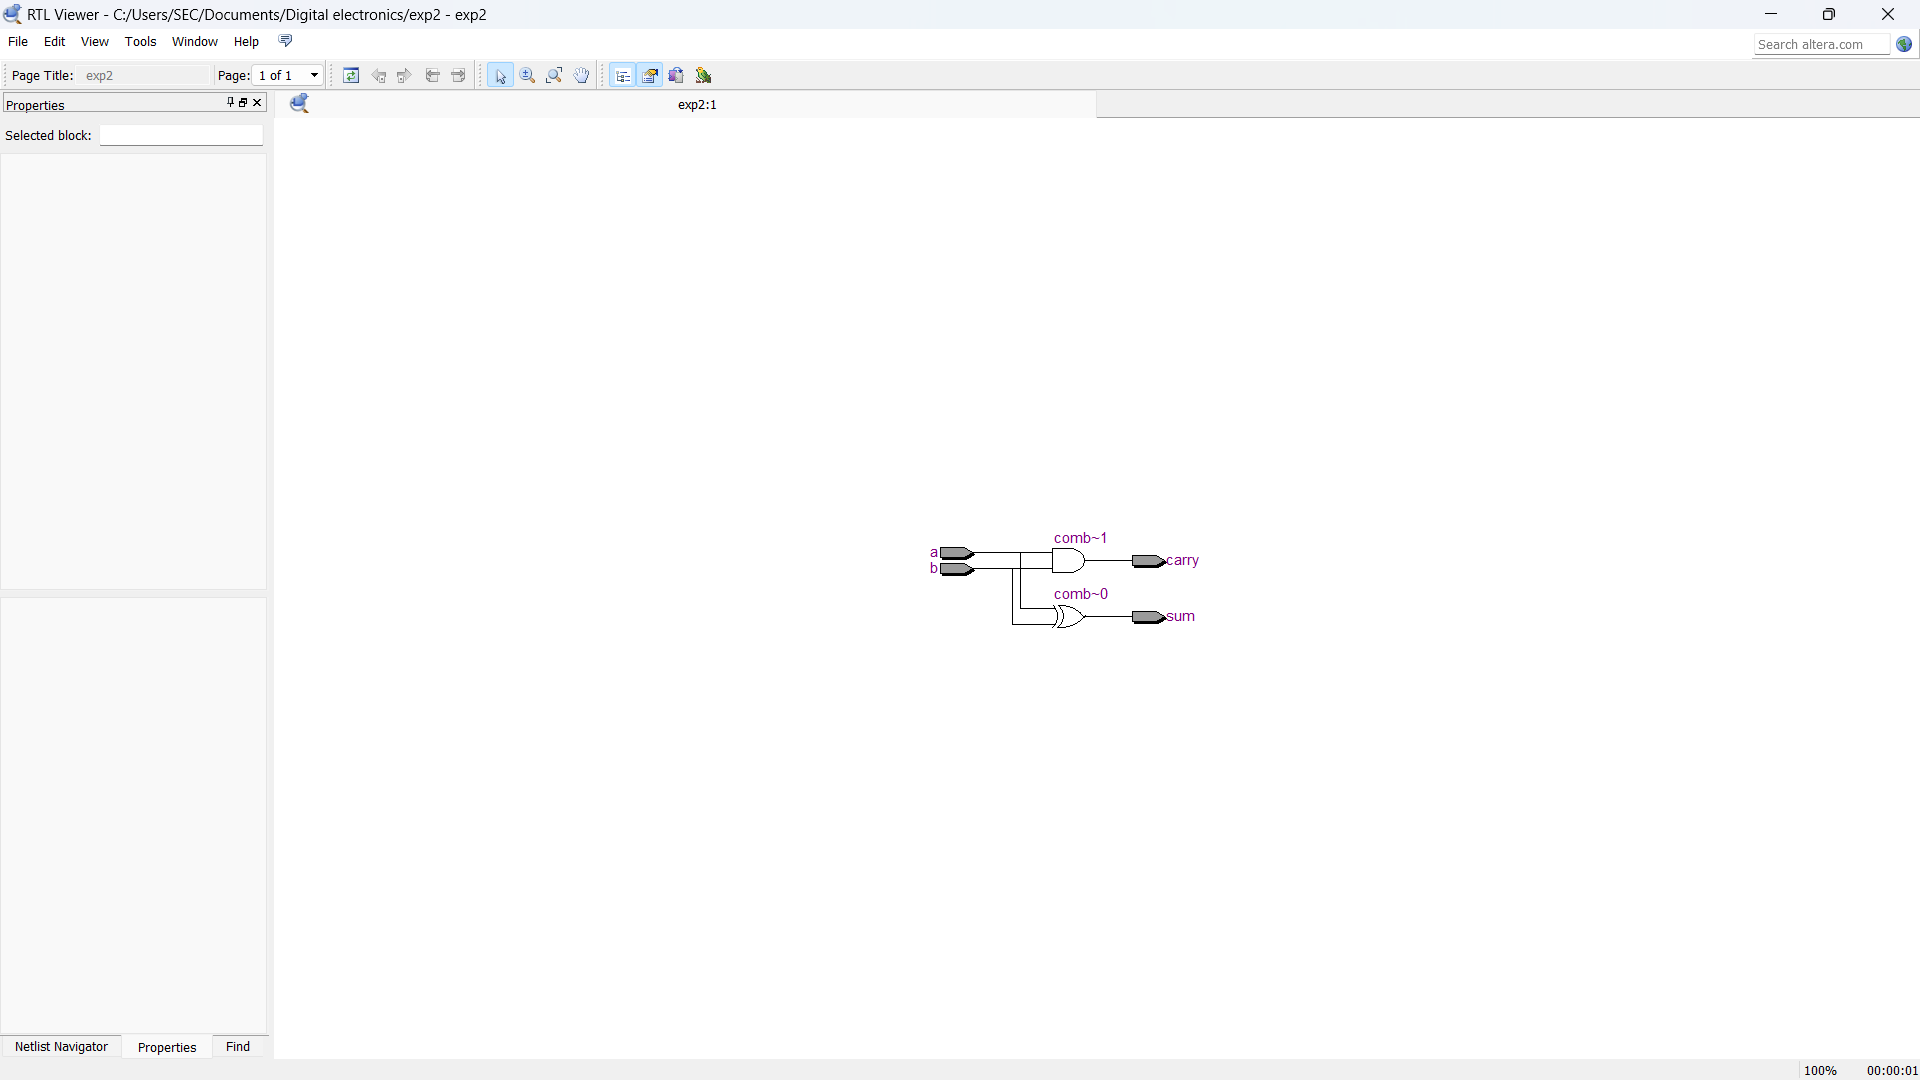 RTL Viewer - C:/Users/SEC/Documents/Digital electronics/exp2 - exp2
File Edit View Tools Window Help
Search altera.com
Page Title: exp2 Page: 1 of 1
Properties
exp2:1
Selected block:
comb~1
a
carry
b
comb~0
sum
Netlist Navigator Properties Find
100% 00:00:01